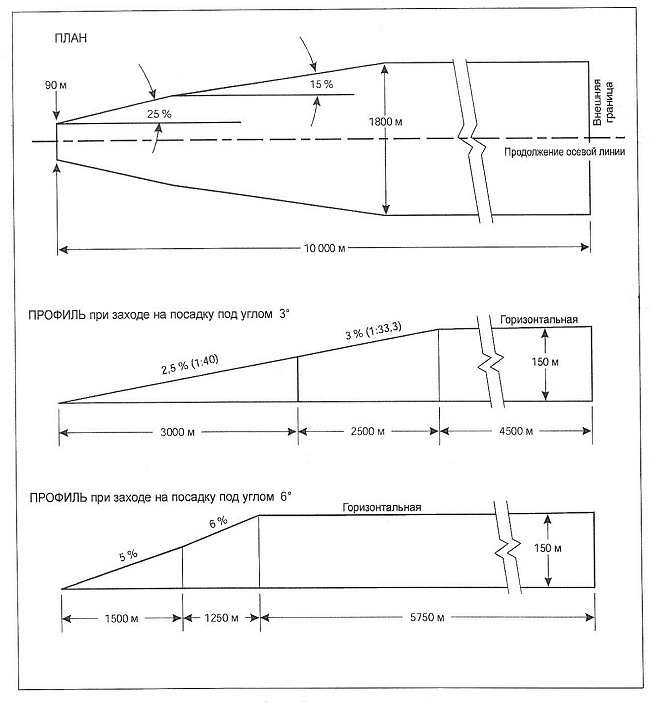 ПЛАН
90 м
25 %
15 %
1800 м
Внешняя
граница
Продолжение осевой линии
10 000 м
ПРОФИЛЬ при заходе на посадку под углом 3°
2,5 % (1:40)
3 % (1:33,3)
Горизонтальная
150 м
3000 м
2500 м
4500 м
ПРОФИЛЬ при заходе на посадку под углом 6°
5 %
6 %
Горизонтальная
150 м
1500 м
1250 м
5750 м